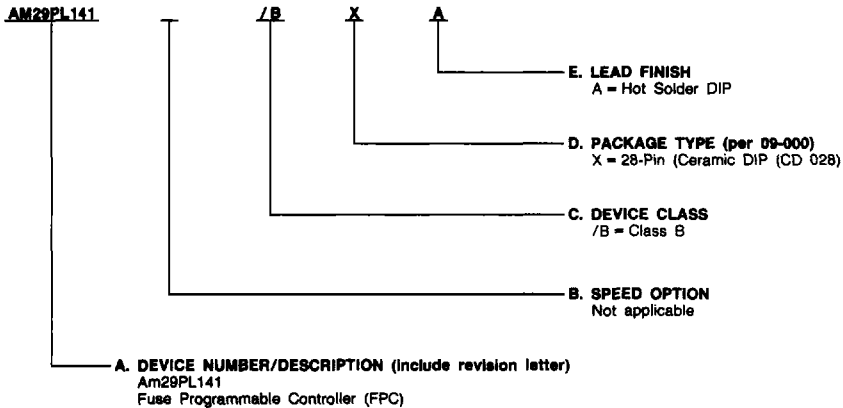 AM29PL141 – /B X A
E. LEAD FINISH
A = Hot Solder DIP
D. PACKAGE TYPE (per 09-000)
X = 28-Pin (Ceramic DIP (CD 028)
C. DEVICE CLASS
/B = Class B
B. SPEED OPTION
Not applicable
A. DEVICE NUMBER/DESCRIPTION (include revision letter)
Am29PL141
Fuse Programmable Controller (FPC)